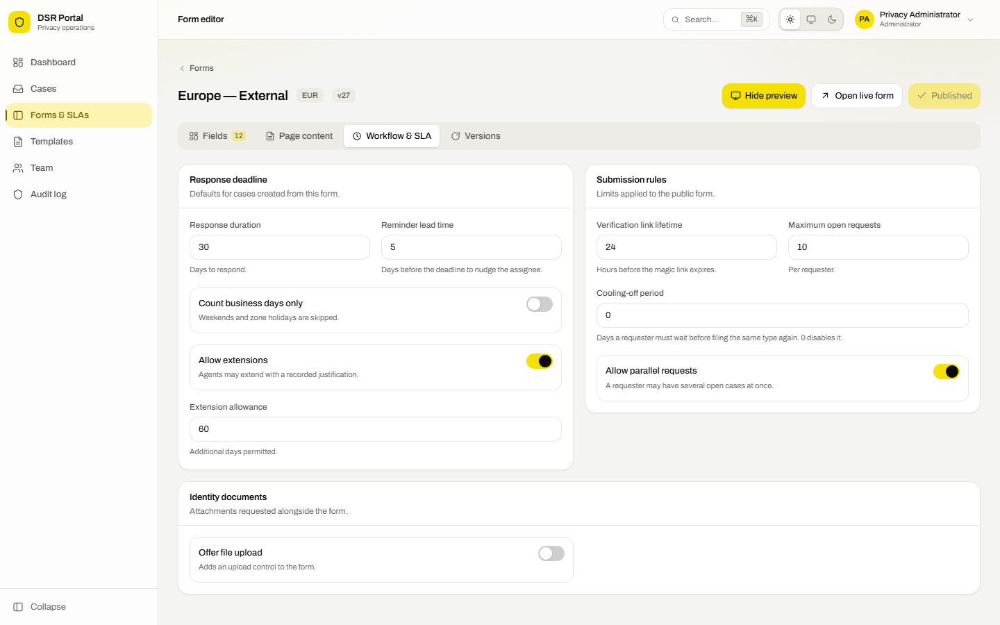 DSR Portal
Privacy operations
Dashboard
Cases
Forms & SLAs
Templates
Team
Audit log
Collapse
Form editor
Search...
⌘K
PA
Privacy Administrator
Administrator
Forms
Europe — External
EUR
v27
Hide preview
Open live form
Published
Fields
12
Page content
Workflow & SLA
Versions
Response deadline
Defaults for cases created from this form.
Response duration
30
Days to respond.
Reminder lead time
5
Days before the deadline to nudge the assignee.
Count business days only
Weekends and zone holidays are skipped.
Allow extensions
Agents may extend with a recorded justification.
Extension allowance
60
Additional days permitted.
Submission rules
Limits applied to the public form.
Verification link lifetime
24
Hours before the magic link expires.
Maximum open requests
10
Per requester.
Cooling-off period
0
Days a requester must wait before filing the same type again. 0 disables it.
Allow parallel requests
A requester may have several open cases at once.
Identity documents
Attachments requested alongside the form.
Offer file upload
Adds an upload control to the form.